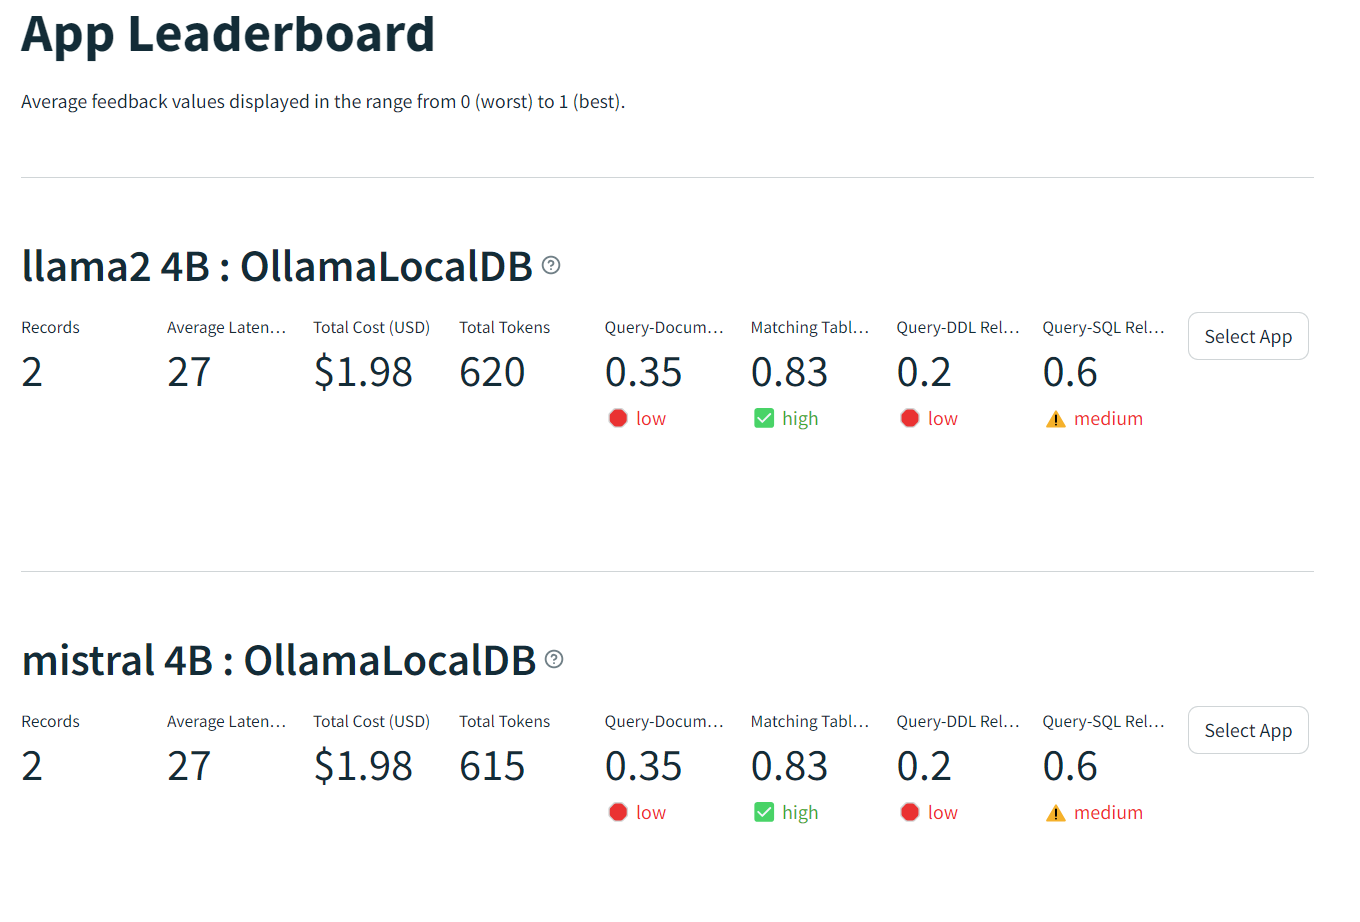 App Leaderboard
Average feedback values displayed in the range from 0 (worst) to 1 (best).
llama2 4B : OllamaLocalDB
Records Average Laten... Total Cost (USD) Total Tokens Query-Docum... Matching Tabl... Query-DDL Rel... Query-SQL Rel... Select App
2 27 $1.98 620 0.35 0.83 0.2 0.6
low high low medium
mistral 4B : OllamaLocalDB
Records Average Laten... Total Cost (USD) Total Tokens Query-Docum... Matching Tabl... Query-DDL Rel... Query-SQL Rel... Select App
2 27 $1.98 615 0.35 0.83 0.2 0.6
low high low medium